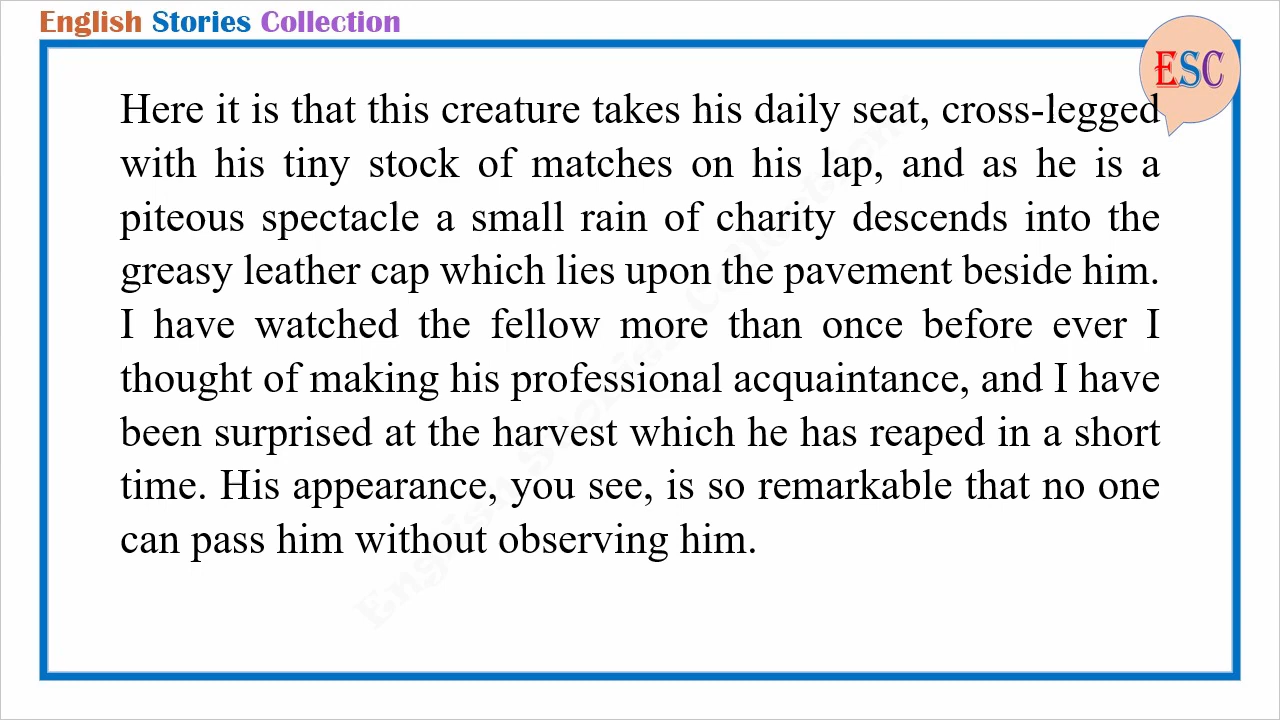 English Stories Collection
ESC
Here it is that this creature takes his daily seat, cross-legged
with his tiny stock of matches on his lap, and as he is a
piteous spectacle a small rain of charity descends into the
greasy leather cap which lies upon the pavement beside him.
I have watched the fellow more than once before ever I
thought of making his professional acquaintance, and I have
been surprised at the harvest which he has reaped in a short
time. His appearance, you see, is so remarkable that no one
can pass him without observing him.
English Stories Collection